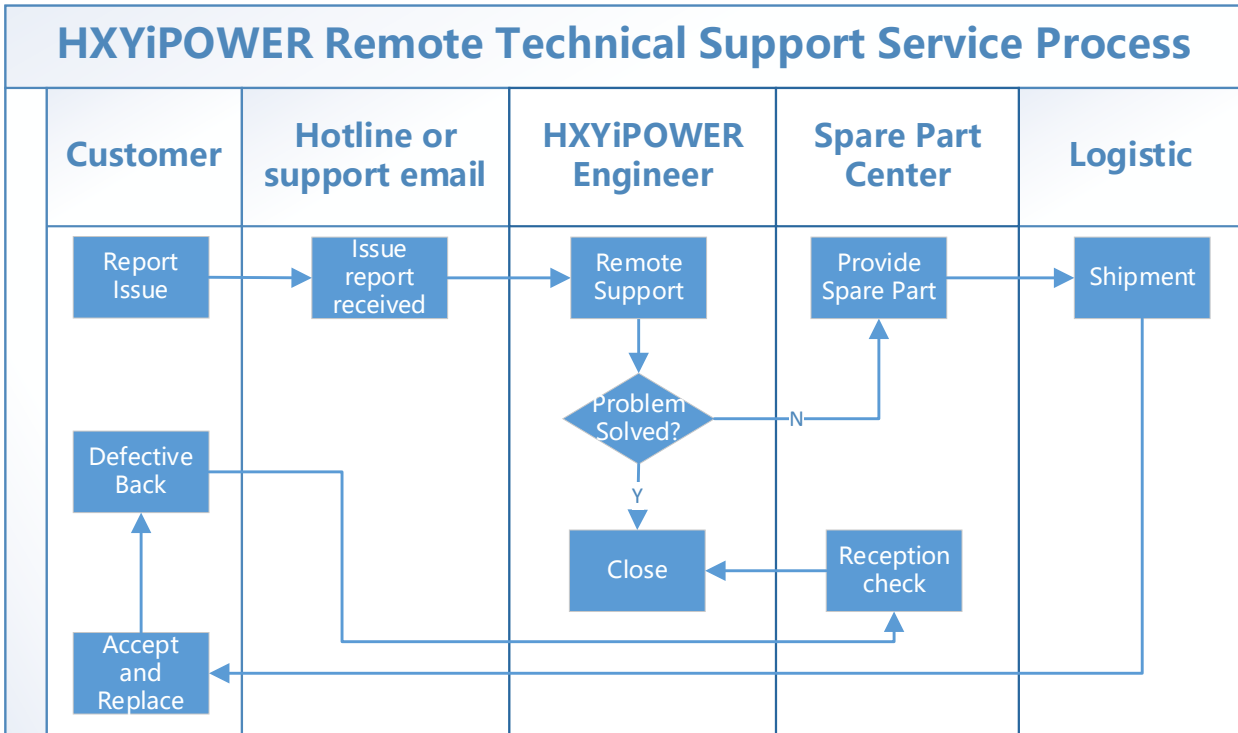 HXYiPOWER Remote Technical Support Service Process
Customer
Hotline or
support email
HXYiPOWER
Engineer
Spare Part
Center
Logistic
Report
Issue
Issue
report
received
Remote
Support
Provide
Spare Part
Shipment
Problem
Solved?
N
Defective
Back
Y
Close
Reception
check
Accept
and
Replace